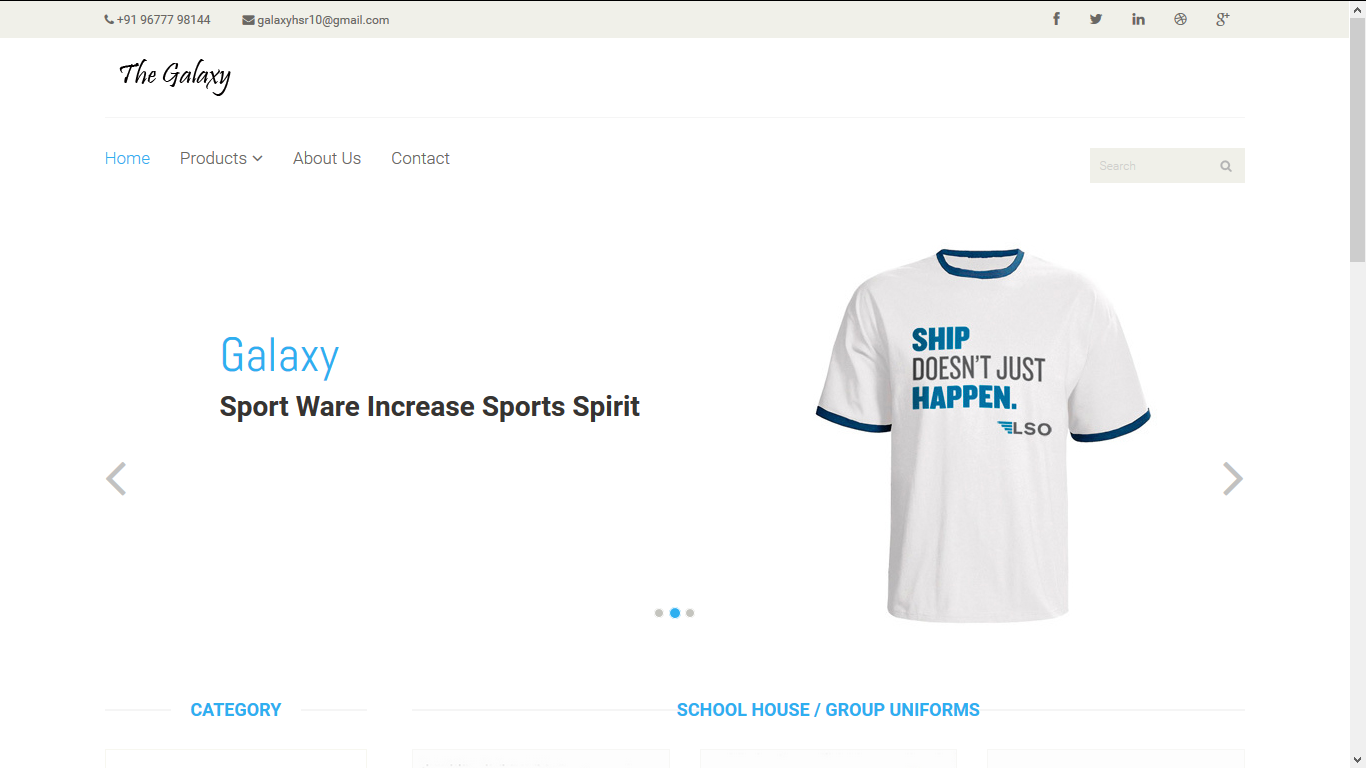 +91 96777 98144
galaxyhsr10@gmail.com
The Galaxy
Home
Products
About Us
Contact
Search
Galaxy
Sport Ware Increase Sports Spirit
SHIP
DOESN'T JUST
HAPPEN.
LSO
CATEGORY
SCHOOL HOUSE / GROUP UNIFORMS